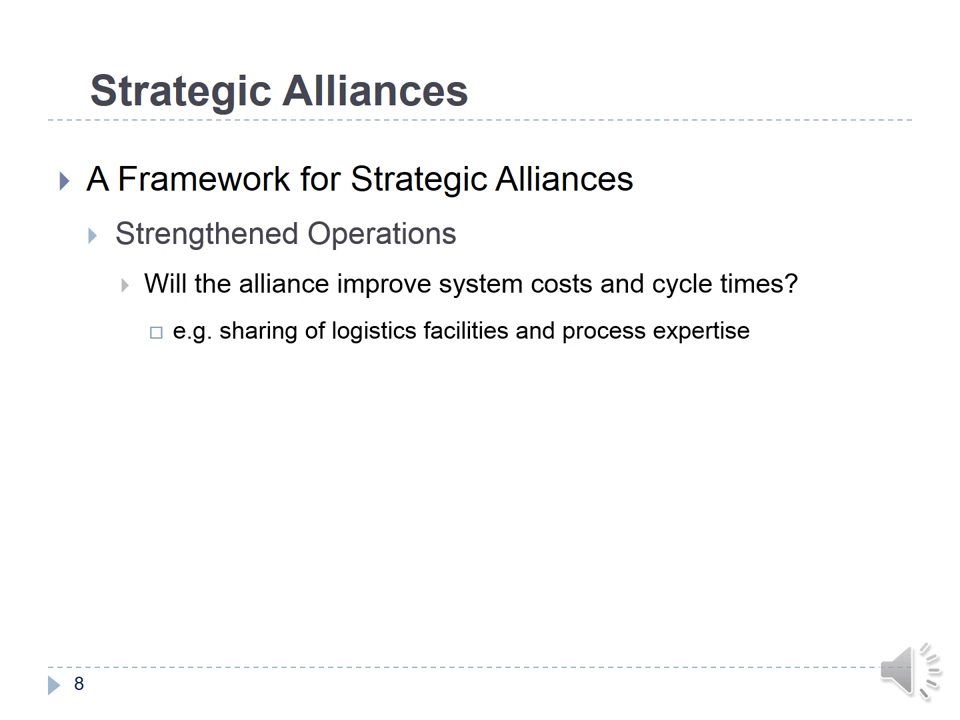 Strategic Alliances
A Framework for Strategic Alliances
Strengthened Operations
Will the alliance improve system costs and cycle times?
e.g. sharing of logistics facilities and process expertise
8